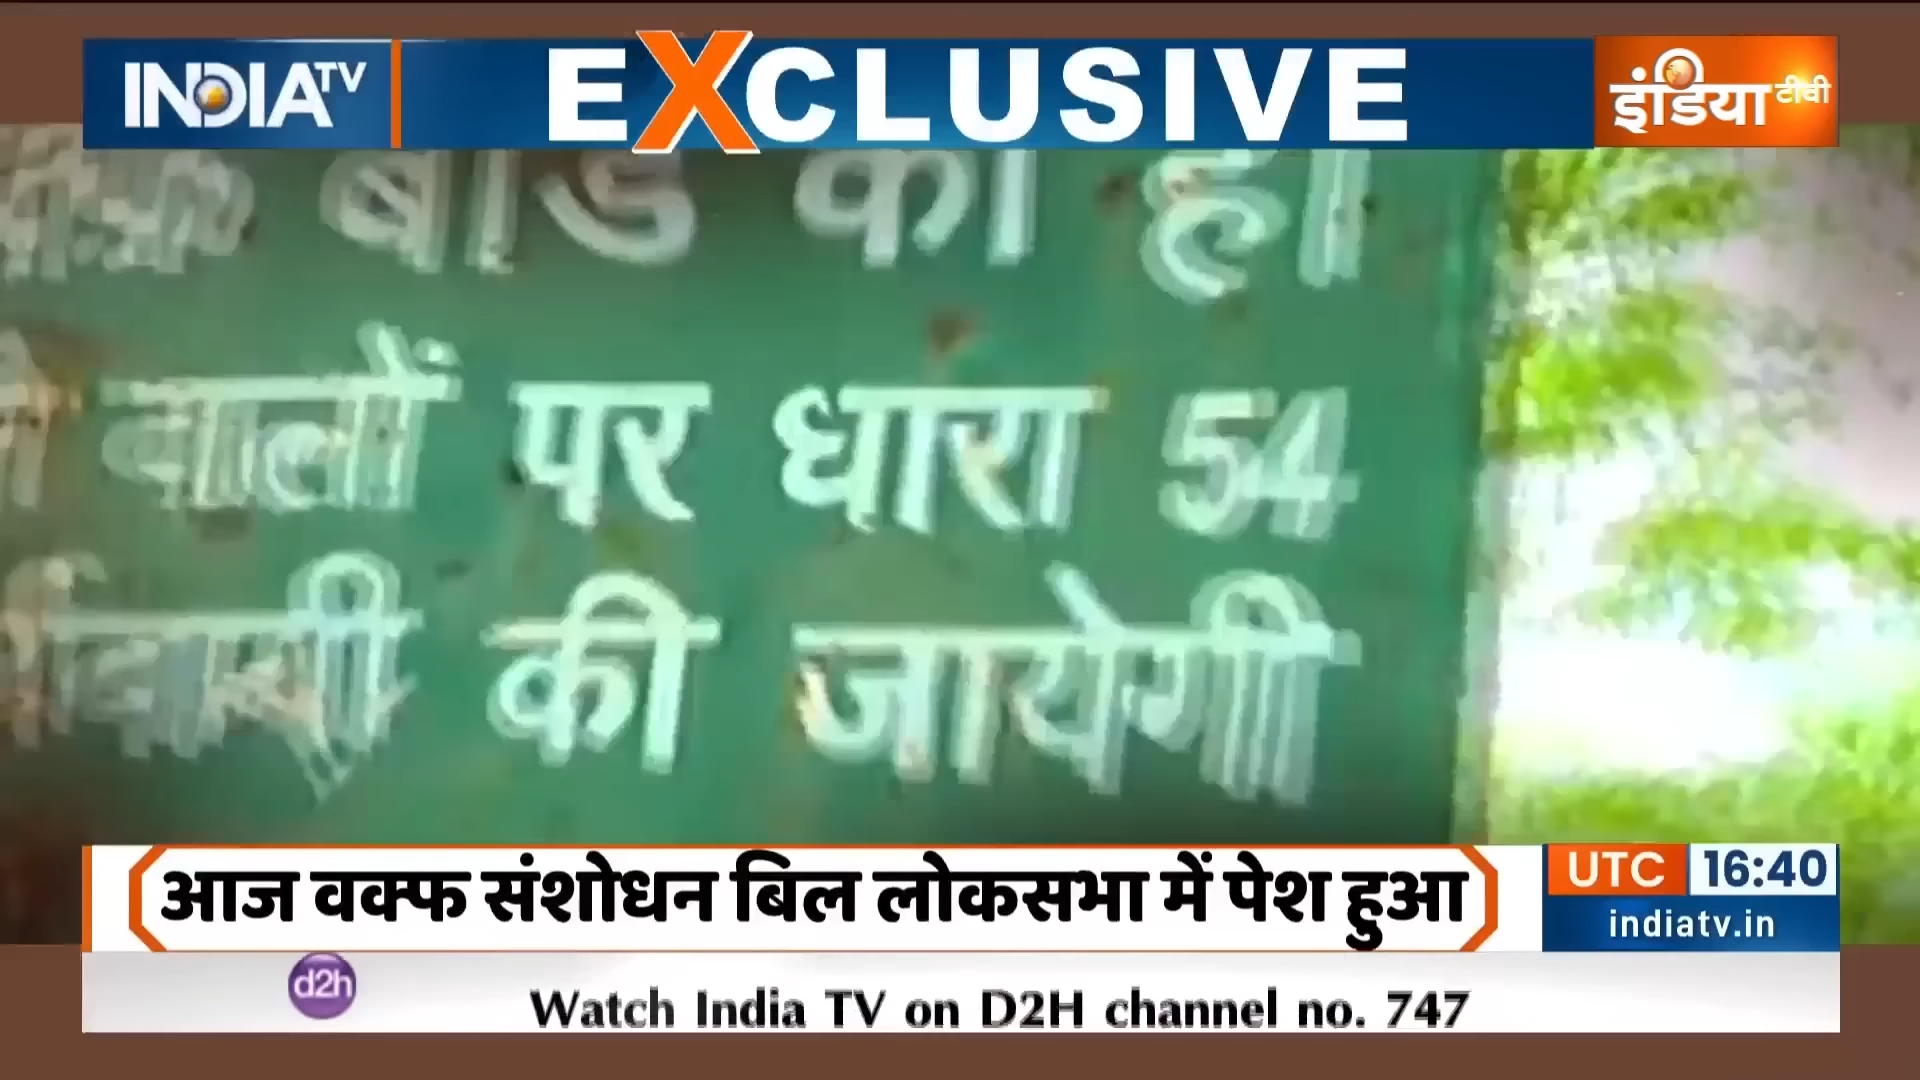 INDIA TV
EXCLUSIVE
इंडिया टीवी
बोर्ड की है।
वालों पर धारा 54
की जायेगी
आज वक्फ संशोधन बिल लोकसभा में पेश हुआ
UTC 16:40
indiatv.in
d2h
Watch India TV on D2H channel no. 747